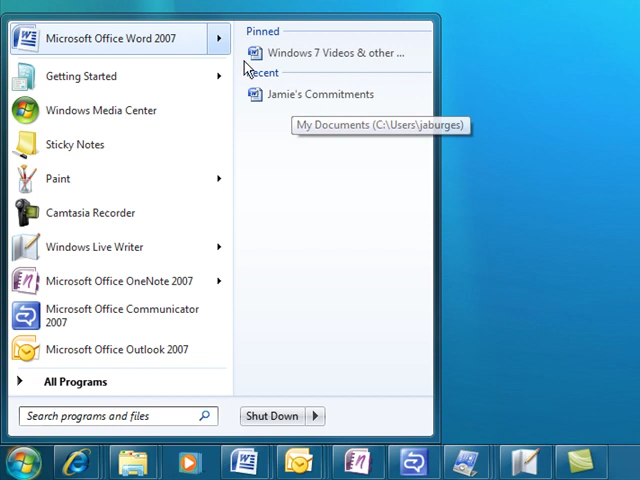 Microsoft Office Word 2007
Getting Started
Windows Media Center
Sticky Notes
Paint
Camtasia Recorder
Windows Live Writer
Microsoft Office OneNote 2007
Microsoft Office Communicator
2007
Microsoft Office Outlook 2007
All Programs
Search programs and files
Shut Down
Pinned
Windows 7 Videos & other ...
Recent
Jamie's Commitments
My Documents (C:\Users\jaburges)